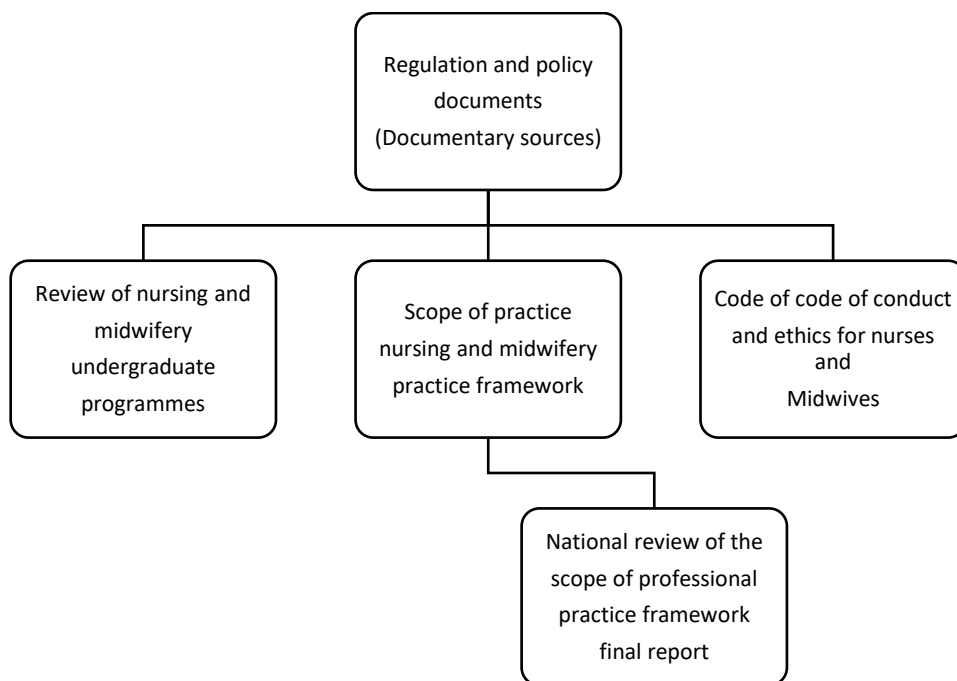 Regulation and policy
documents
(Documentary sources)
Review of nursing and
midwifery
undergraduate
programmes
Scope of practice
nursing and midwifery
practice framework
Code of code of conduct
and ethics for nurses
and
Midwives
National review of the
scope of professional
practice framework
final report